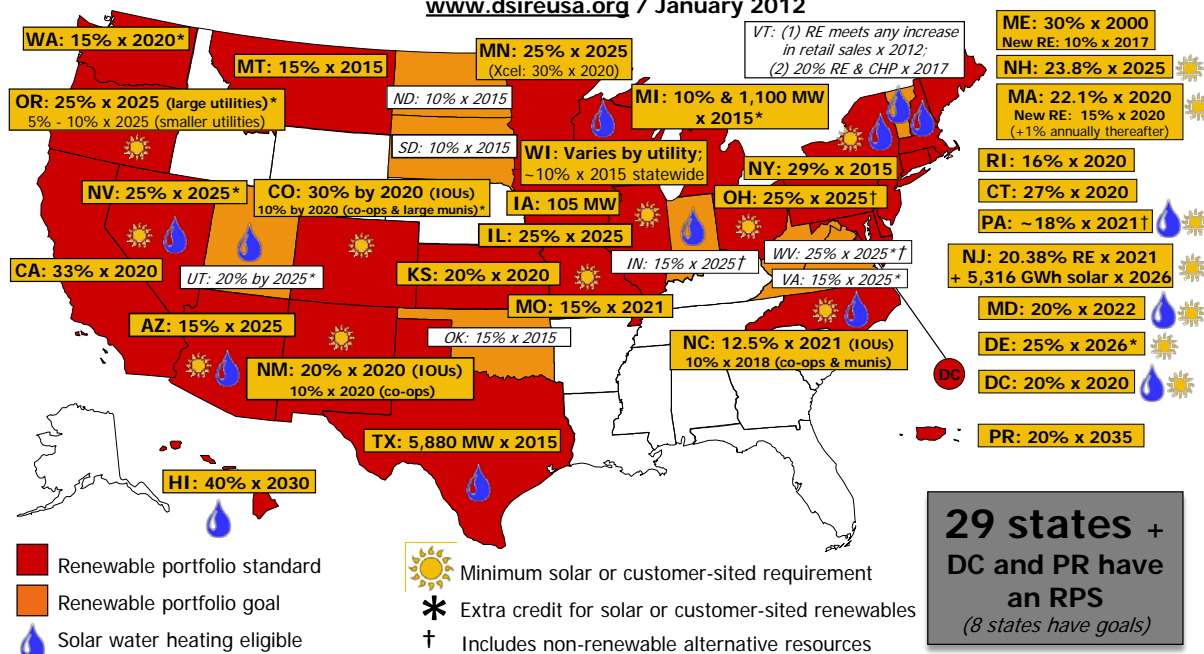 www.dsireusa.org / January 2012
WA: 15% x 2020*
MT: 15% x 2015
MN: 25% x 2025
(Xcel: 30% x 2020)
VT: (1) RE meets any increase
in retail sales x 2012;
(2) 20% RE & CHP x 2017
ME: 30% x 2000
New RE: 10% x 2017
NH: 23.8% x 2025
OR: 25% x 2025 (large utilities)*
5% - 10% x 2025 (smaller utilities)
ND: 10% x 2015
MI: 10% & 1,100 MW
x 2015*
MA: 22.1% x 2020
New RE: 15% x 2020
(+1% annually thereafter)
SD: 10% x 2015
WI: Varies by utility;
~10% x 2015 statewide
NY: 29% x 2015
RI: 16% x 2020
NV: 25% x 2025*
CO: 30% by 2020 (IOUs)
10% by 2020 (co-ops & large munis)*
IA: 105 MW
OH: 25% x 2025†
CT: 27% x 2020
PA: ~18% x 2021†
IL: 25% x 2025
CA: 33% x 2020
UT: 20% by 2025*
KS: 20% x 2020
IN: 15% x 2025†
WV: 25% x 2025*†
VA: 15% x 2025*
NJ: 20.38% RE x 2021
+ 5,316 GWh solar x 2026
MO: 15% x 2021
MD: 20% x 2022
AZ: 15% x 2025
OK: 15% x 2015
NC: 12.5% x 2021 (IOUs)
10% x 2018 (co-ops & munis)
DE: 25% x 2026*
NM: 20% x 2020 (IOUs)
10% x 2020 (co-ops)
DC
DC: 20% x 2020
TX: 5,880 MW x 2015
PR: 20% x 2035
HI: 40% x 2030
29 states +
DC and PR have
an RPS
(8 states have goals)
Renewable portfolio standard
Renewable portfolio goal
Solar water heating eligible
Minimum solar or customer-sited requirement
* Extra credit for solar or customer-sited renewables
† Includes non-renewable alternative resources